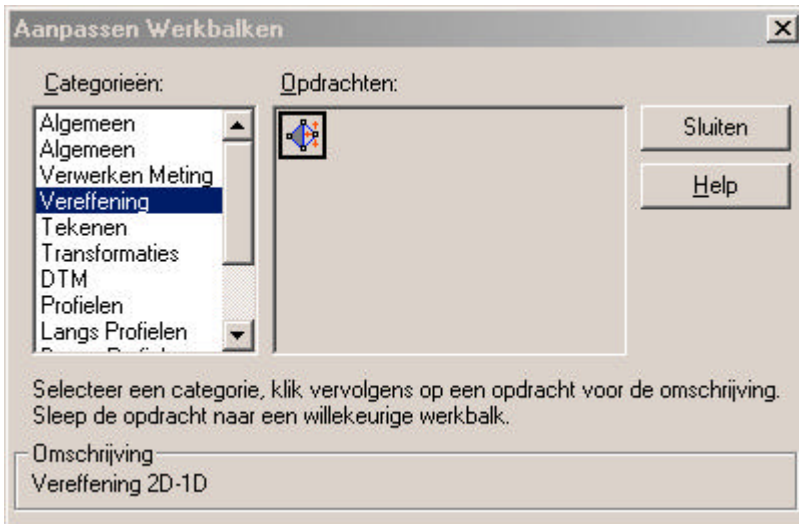 Aanpassen Werkbalken
Categorieën:
Opdrachten:
Algemeen
Algemeen
Verwerken Meting
Vereffening
Tekenen
Transformaties
DTM
Profielen
Langs Profielen
Sluiten
Help
Selecteer een categorie, klik vervolgens op een opdracht voor de omschrijving.
Sleep de opdracht naar een willekeurige werkbalk.
Omschrijving
Vereffening 2D-1D